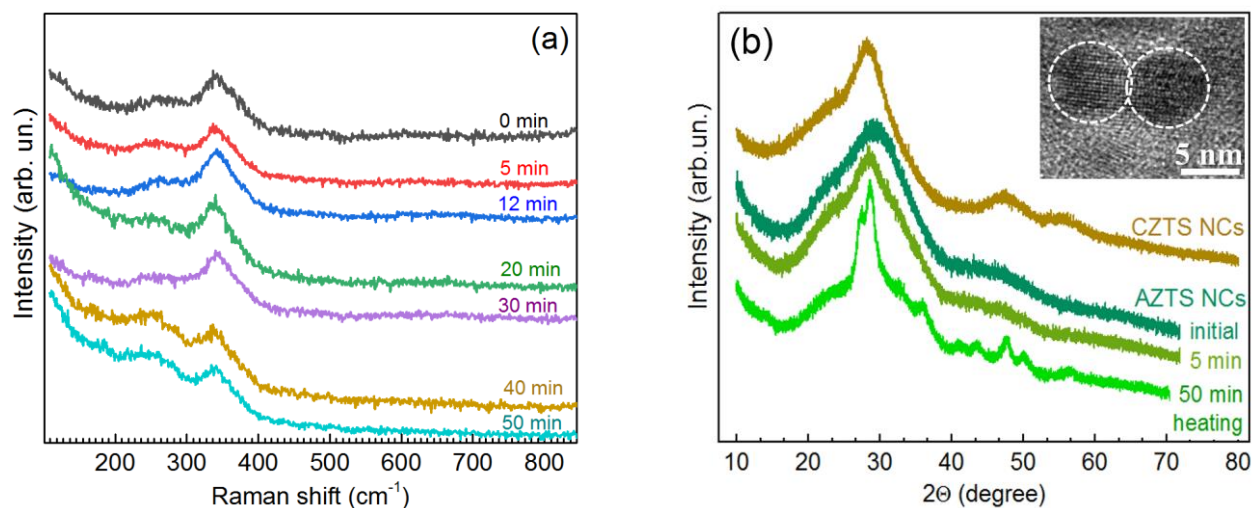 (a)
Intensity (arb. un.)
0 min
5 min
12 min
20 min
30 min
40 min
50 min
100 200 300 400 500 600 700 800
Raman shift (cm⁻¹)
(b)
Intensity (arb.un.)
5 nm
CZTS NCs
AZTS NCs
initial
5 min
50 min
heating
10 20 30 40 50 60 70 80
2Θ (degree)